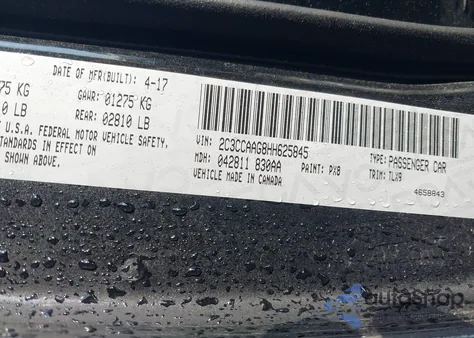 DATE OF MFR(BUILT): 4-17
75 KG GAWR: 01275 KG
0 LB REAR: 02810 LB
U.S.A. FEDERAL MOTOR VEHICLE SAFETY
STANDARDS IN EFFECT
SHOWN ABOVE.
VIN: 2C3CCAAG8HH625845
MDH: 042811 830AA PAINT: PX8
VEHICLE MADE IN CANADA
TYPE: PASSENGER CAR
TRIM: TLX9
4658843
autoshop